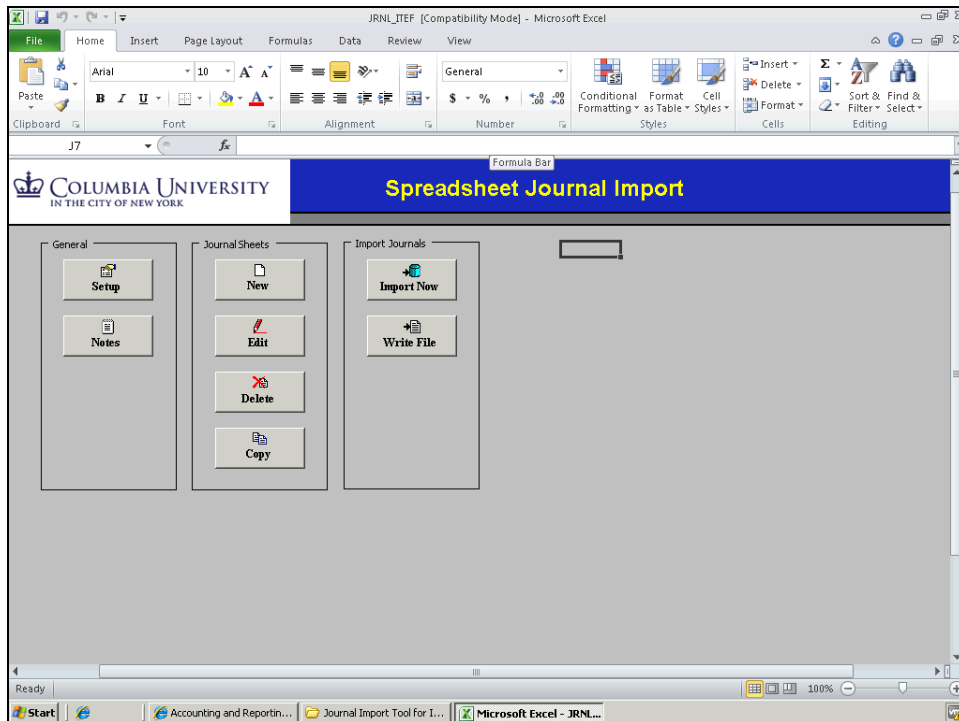 JRNL_ITEF [Compatibility Mode] - Microsoft Excel
File Home Insert Page Layout Formulas Data Review View
Paste
Arial 10 A A
B I U A
General
$ % , .00 .00
Conditional Formatting
Format as Table
Cell Styles
Insert
Delete
Format
Σ
Sort & Filter
Find & Select
Clipboard Font Alignment Number Styles Cells Editing
J7 fx
Formula Bar
COLUMBIA UNIVERSITY
IN THE CITY OF NEW YORK
Spreadsheet Journal Import
General Journal Sheets Import Journals
Setup New Import Now
Notes Edit Write File
Delete
Copy
Ready 100%
Start Accounting and Reportin... Journal Import Tool for I... Microsoft Excel - JRNL...